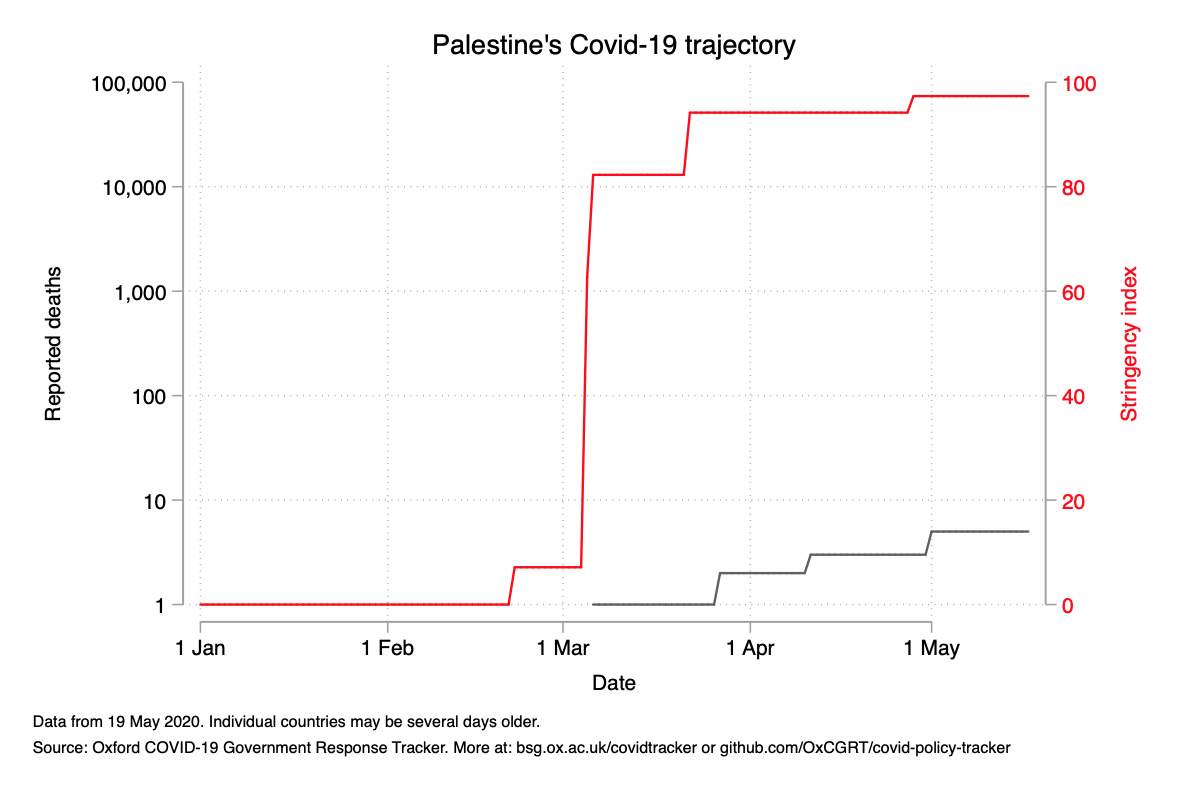 Palestine's Covid-19 trajectory
100,000
10,000
1,000
100
10
1
Reported deaths
100
80
60
40
20
0
Stringency index
1 Jan
1 Feb
1 Mar
1 Apr
1 May
Date
Data from 19 May 2020. Individual countries may be several days older.
Source: Oxford COVID-19 Government Response Tracker. More at: bsg.ox.ac.uk/covidtracker or github.com/OxCGRT/covid-policy-tracker